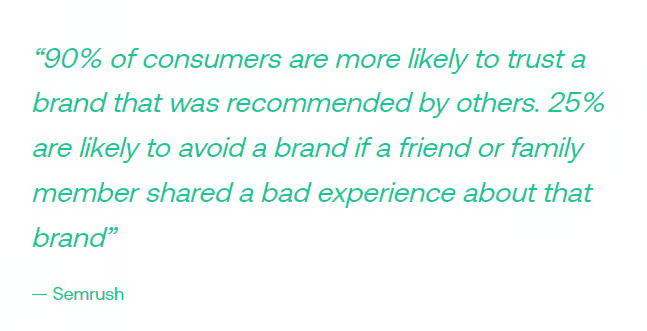 “90% of consumers are more likely to trust a
brand that was recommended by others. 25%
are likely to avoid a brand if a friend or family
member shared a bad experience about that
brand”
— Semrush